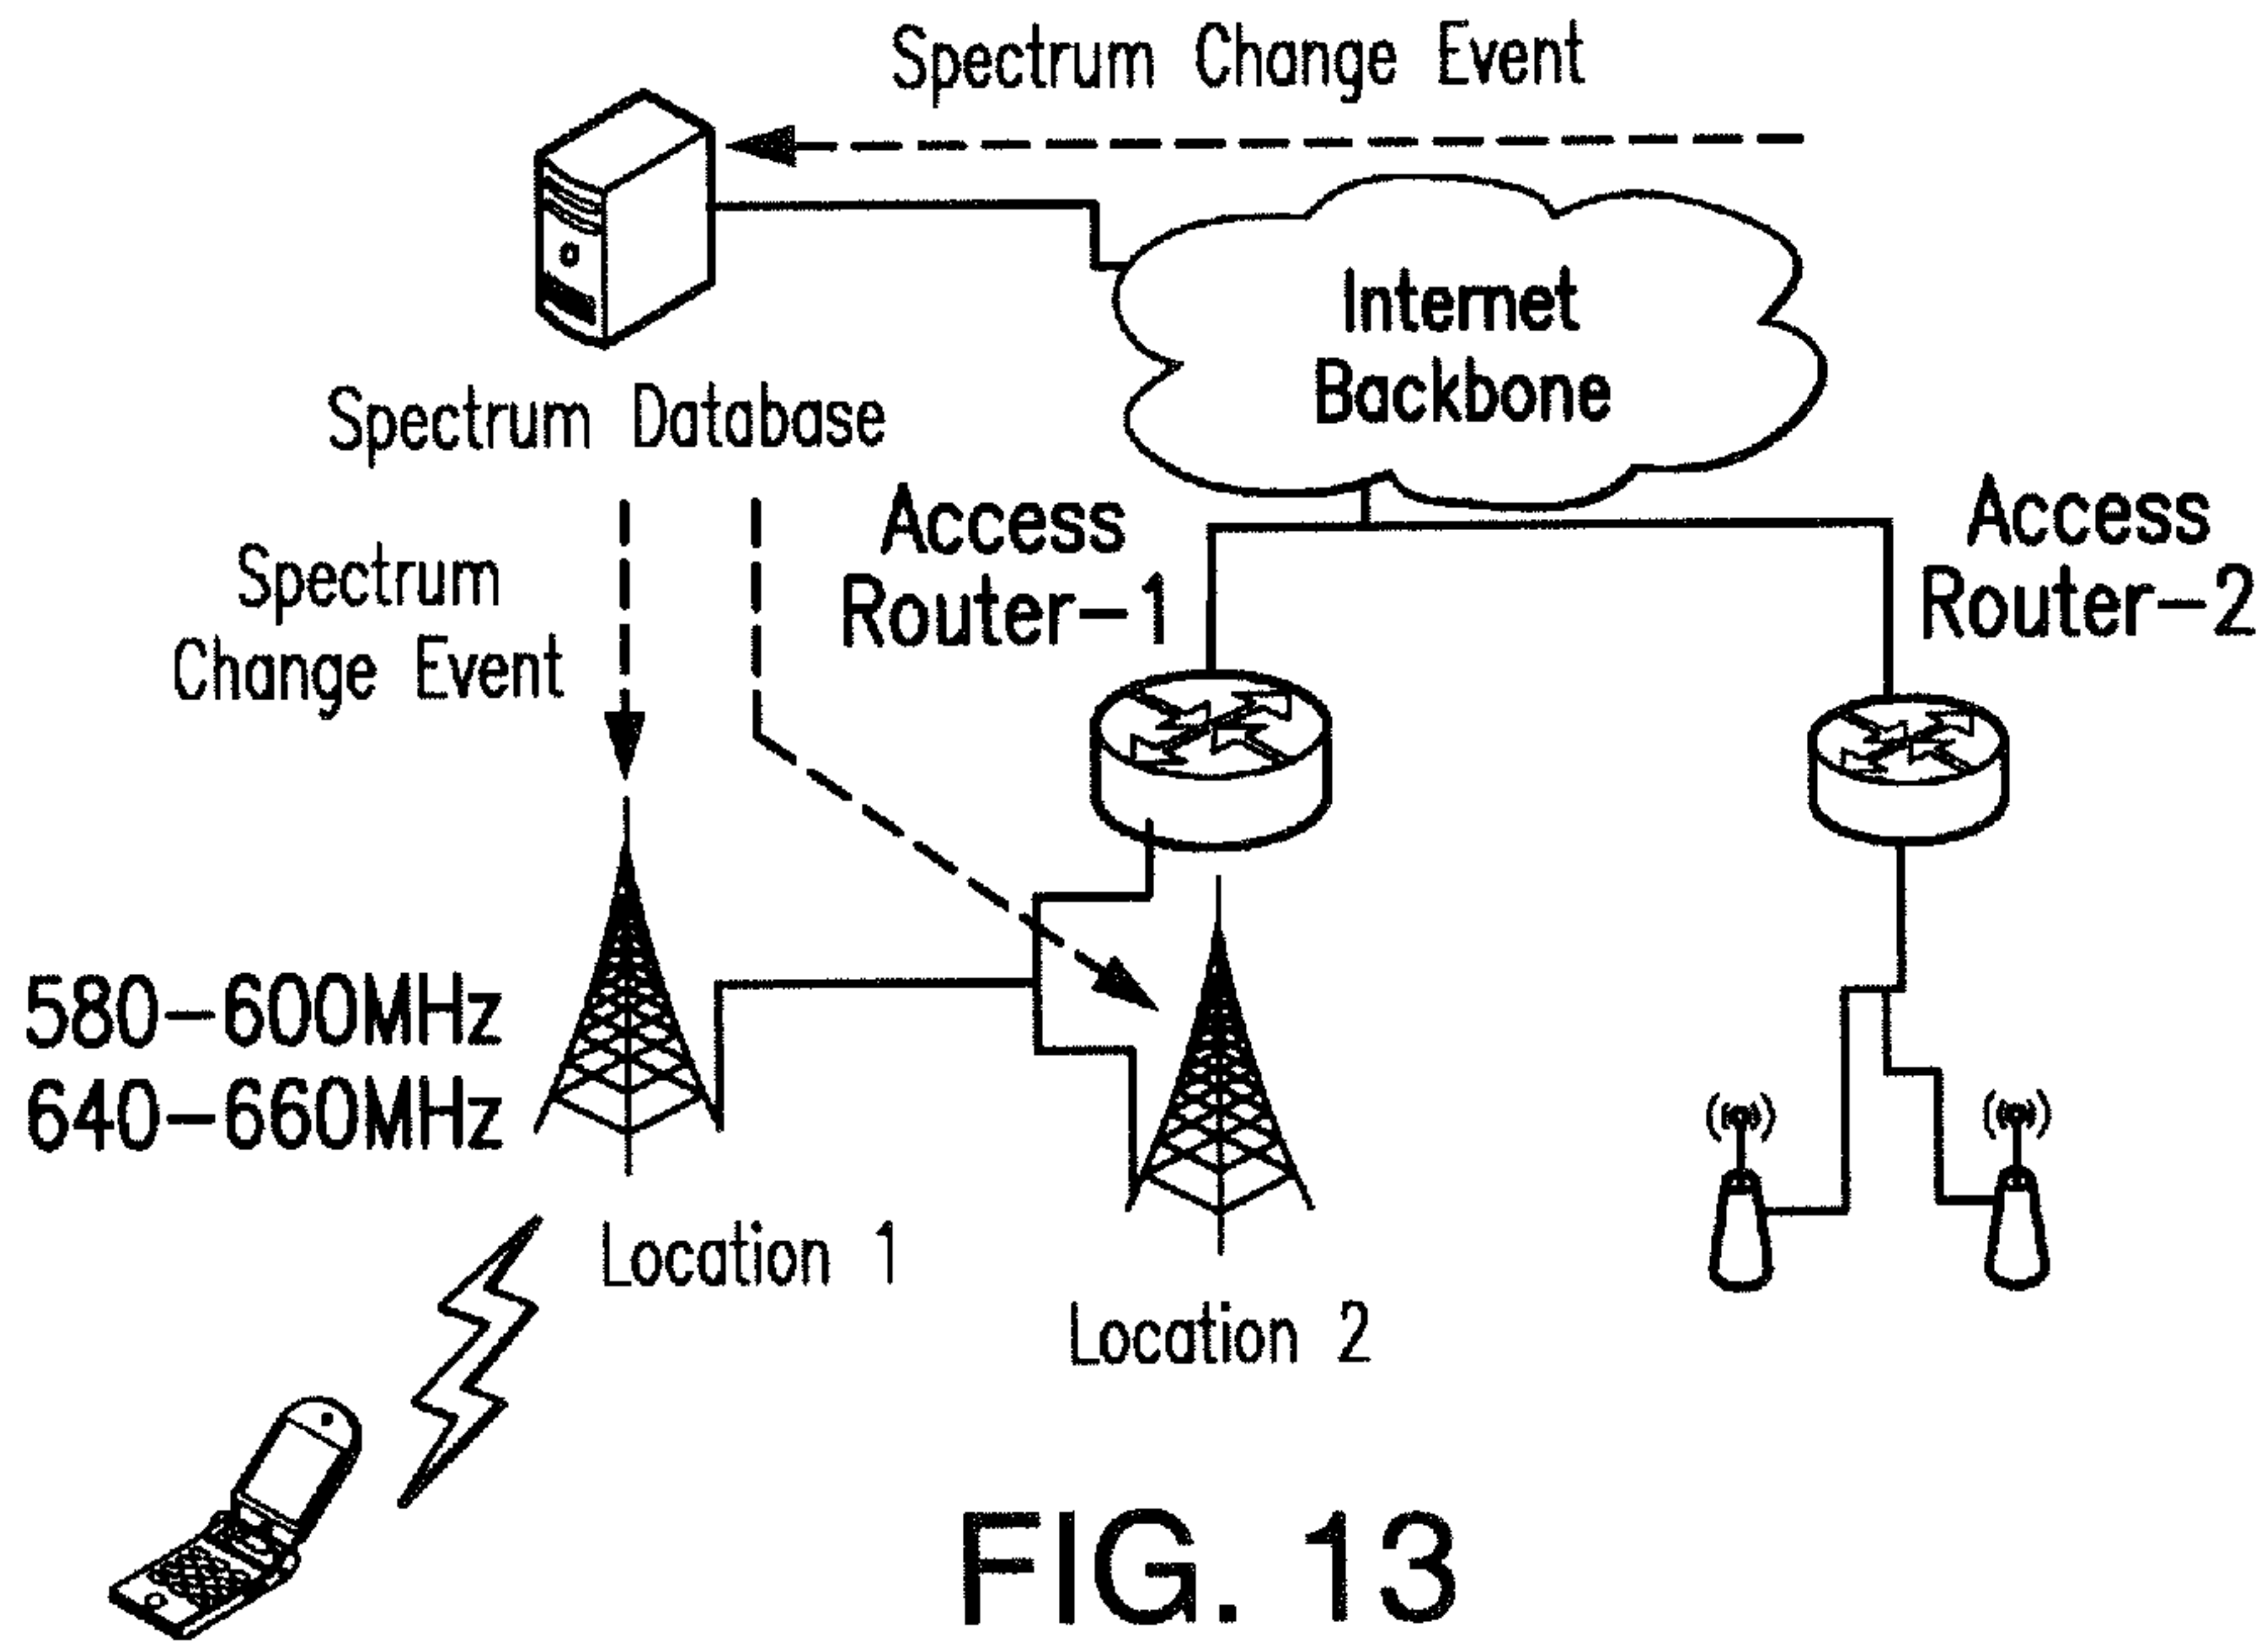 Spectrum Change Event
Internet
Backbone
Spectrum Database
Access
Router-1
Access
Router-2
Spectrum
Change Event
580-600MHz
640-660MHz
Location 1
Location 2
FIG. 13